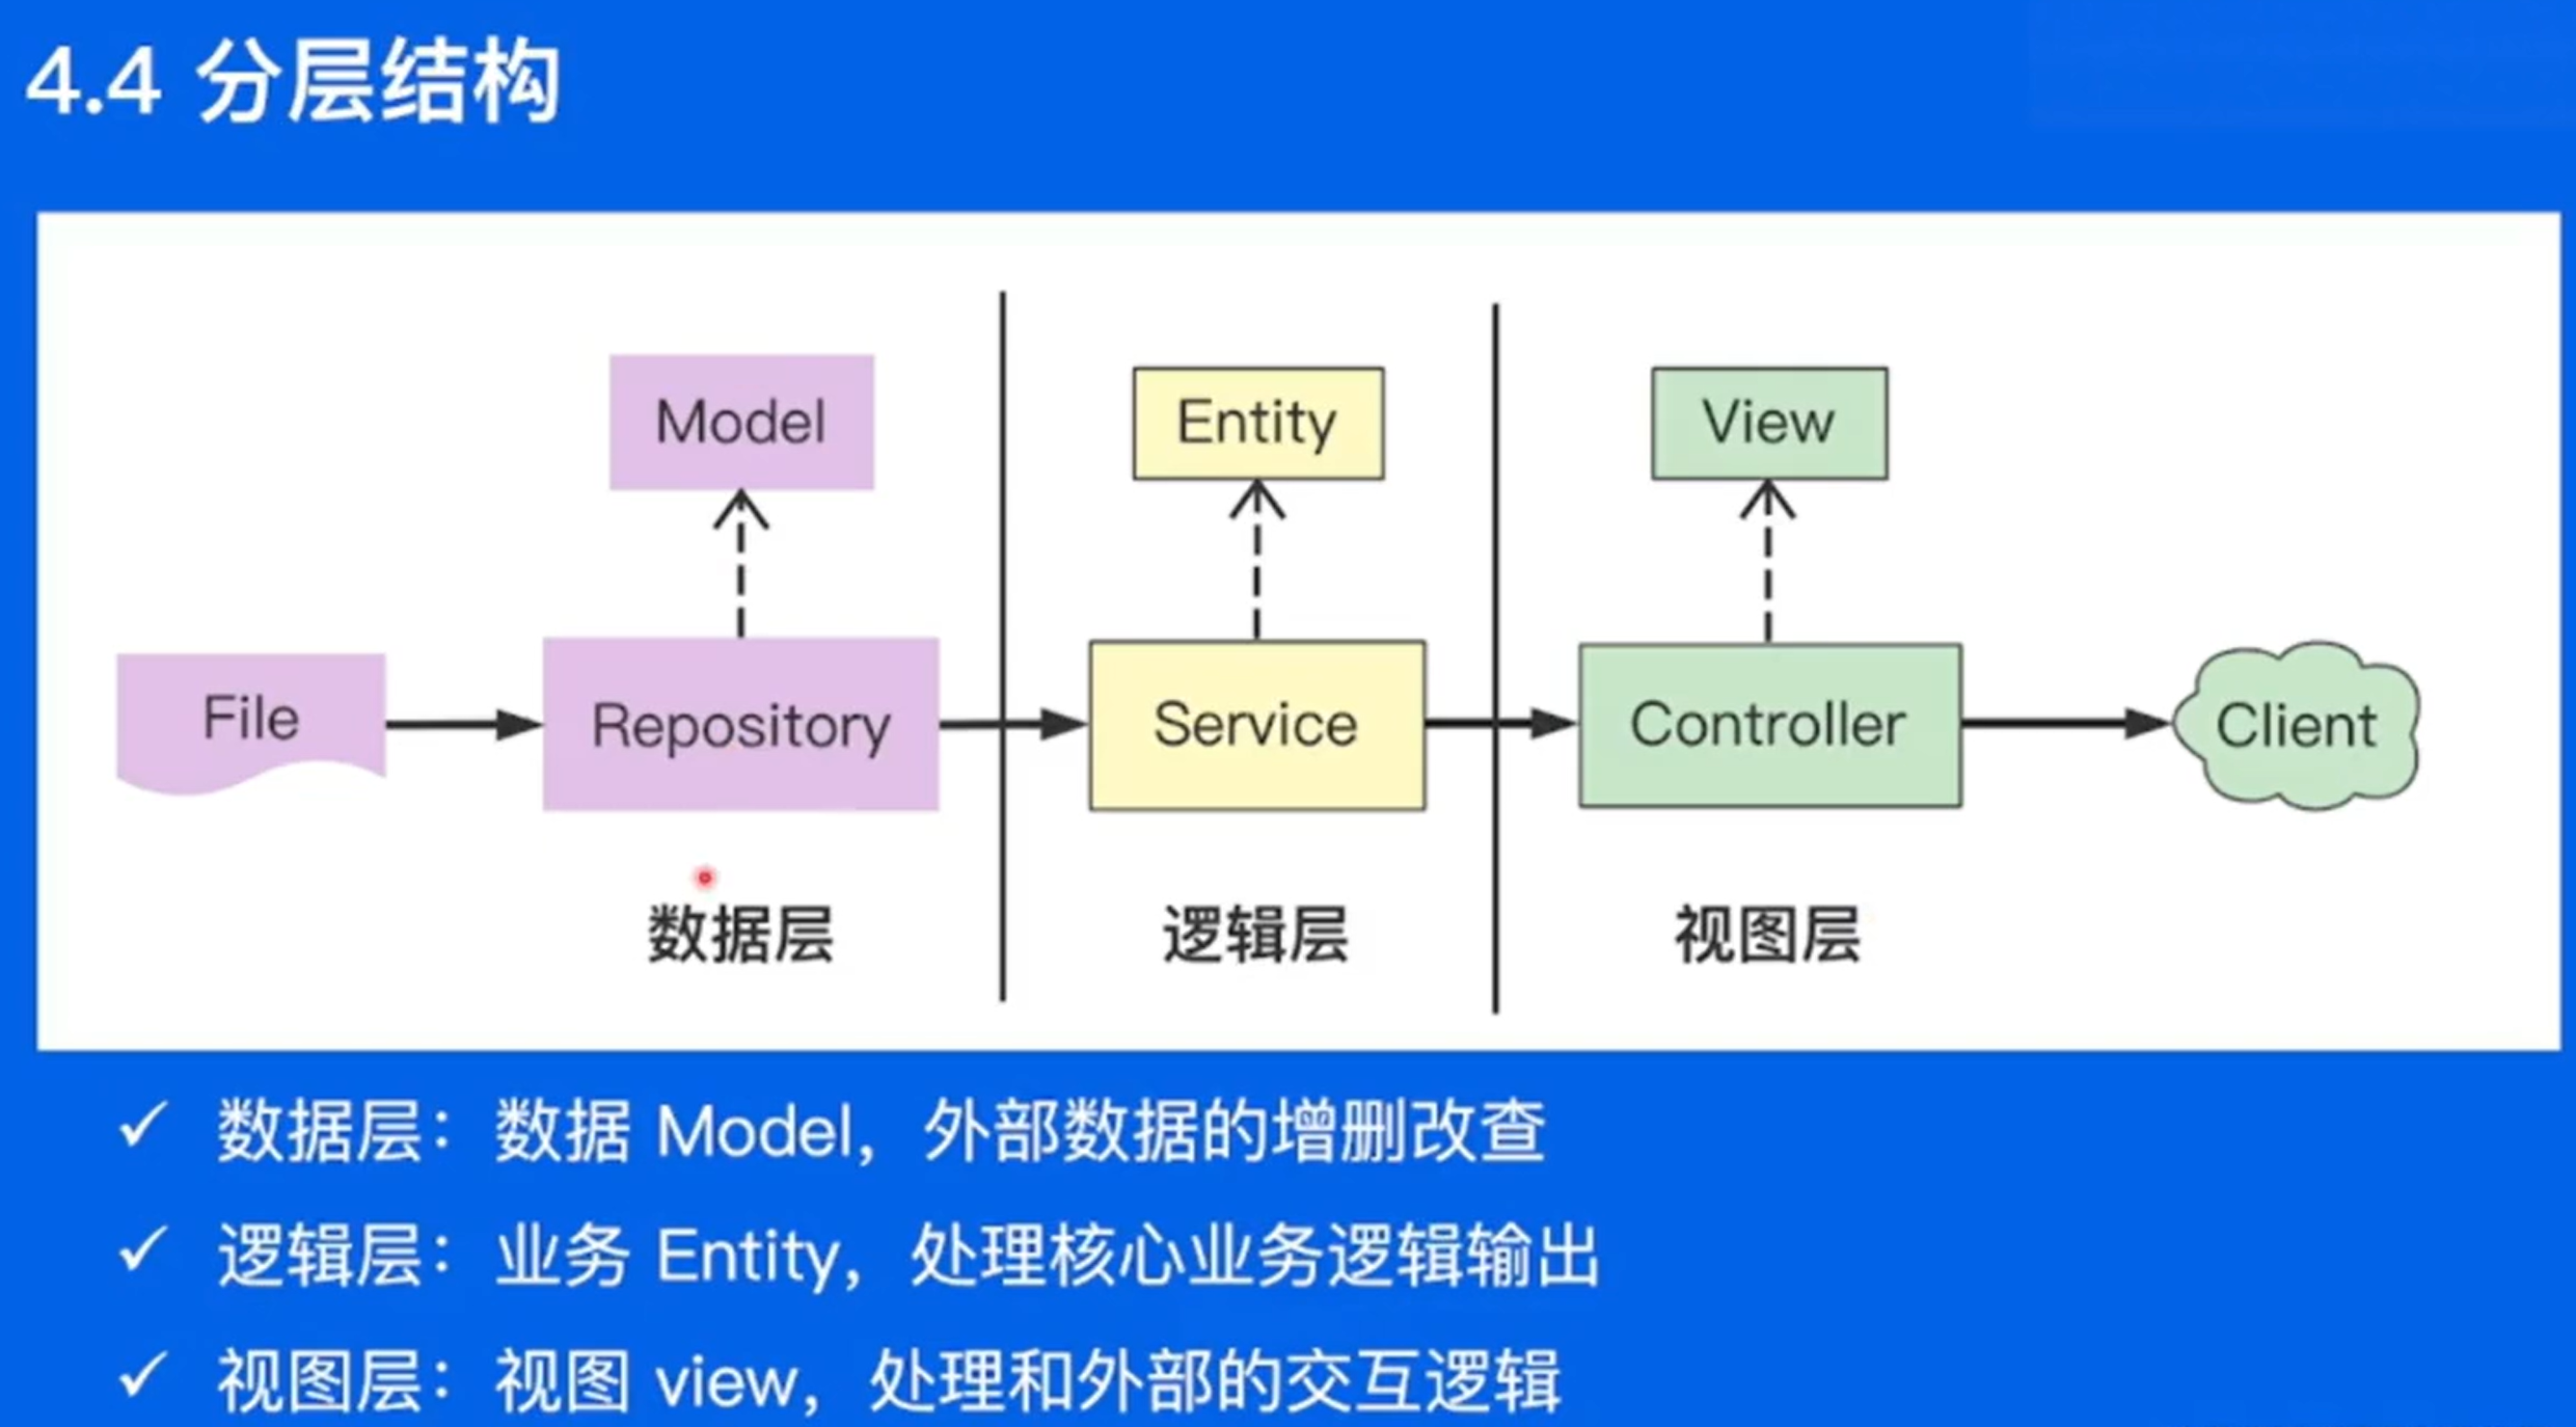 4.4 分层结构
Model
Entity
View
File
Repository
Service
Controller
Client
数据层
逻辑层
视图层
✓ 数据层：数据 Model，外部数据的增删改查
✓ 逻辑层：业务 Entity，处理核心业务逻辑输出
✓ 视图层：视图 view，处理和外部的交互逻辑